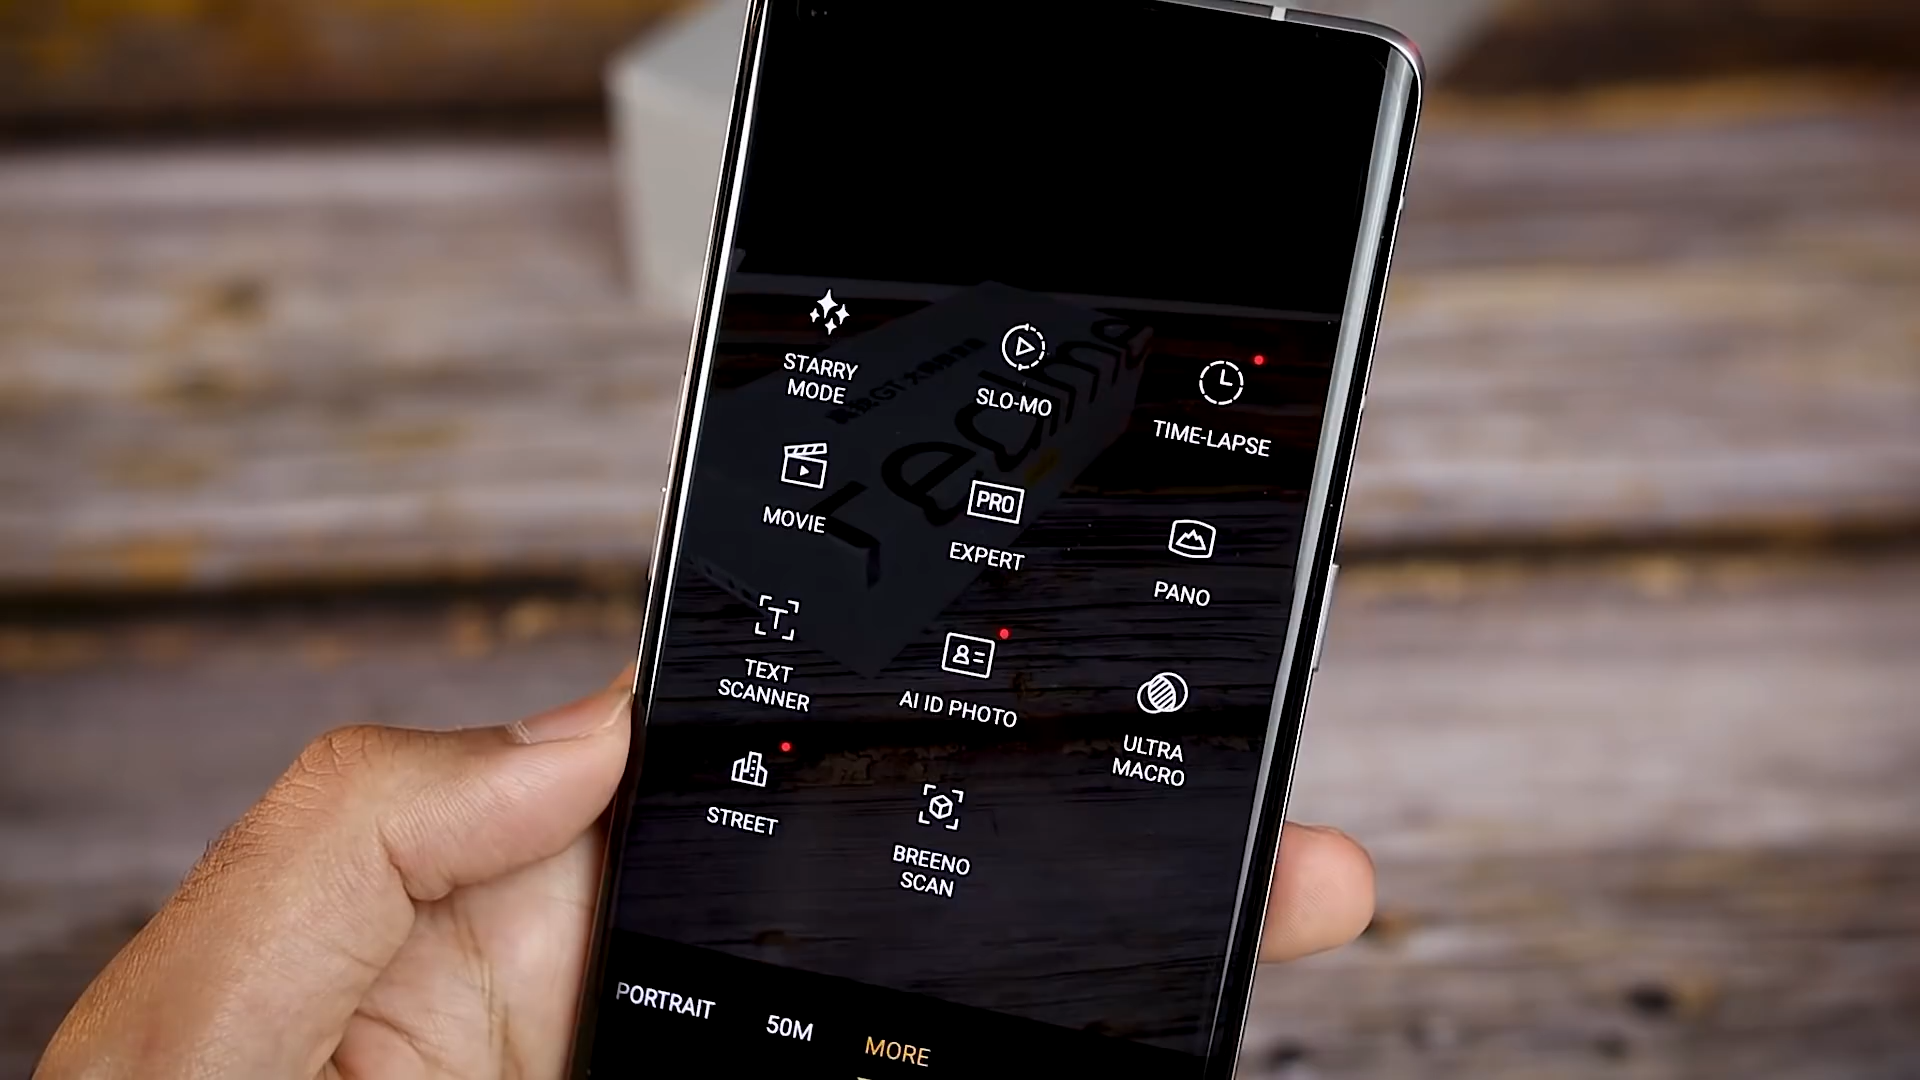 STARRY
MODE
SLO-MO
TIME-LAPSE
MOVIE
PRO
EXPERT
PANO
T
TEXT
SCANNER
AI ID PHOTO
ULTRA
MACRO
STREET
BREENO
SCAN
realme
PORTRAIT
50M
MORE